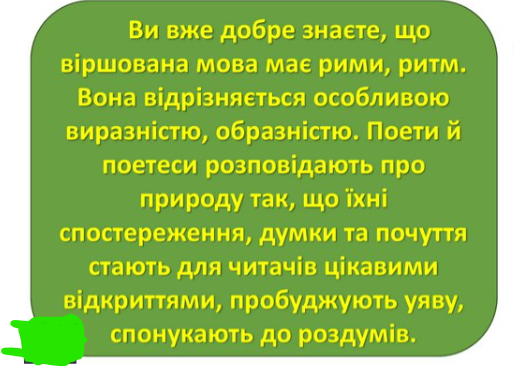 Ви вже добре знаєте, що
віршована мова має рими, ритм.
Вона відрізняється особливою
виразністю, образністю. Поети й
поетеси розповідають про
природу так, що їхні
спостереження, думки та почуття
стають для читачів цікавими
відкриттями, пробуджують уяву,
спонукають до роздумів.